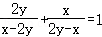 2y/(x-2y) + x/(2y-x) = 1